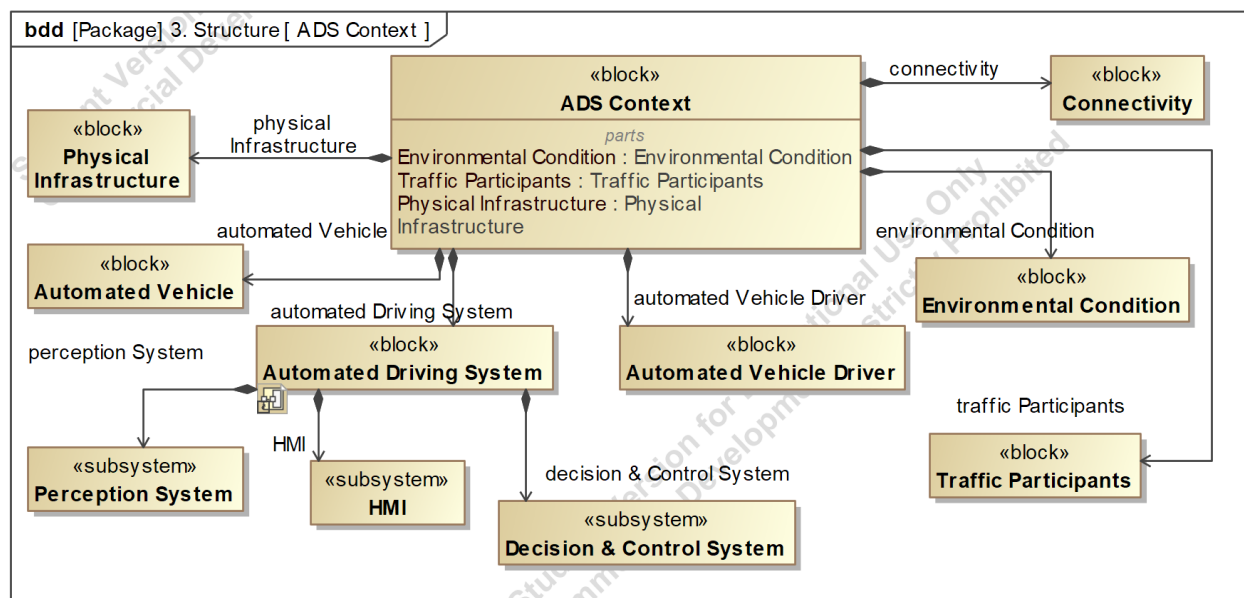 bdd [Package] 3. Structure [ ADS Context ]
«block»
ADS Context
parts
Environmental Condition : Environmental Condition
Traffic Participants : Traffic Participants
Physical Infrastructure : Physical
Infrastructure
connectivity
«block»
Connectivity
physical
Infrastructure
«block»
Physical
Infrastructure
automated Vehicle
«block»
Automated Vehicle
environmental Condition
«block»
Environmental Condition
automated Driving System
«block»
Automated Driving System
automated Vehicle Driver
«block»
Automated Vehicle Driver
perception System
«subsystem»
Perception System
HMI
«subsystem»
HMI
decision & Control System
«subsystem»
Decision & Control System
traffic Participants
«block»
Traffic Participants